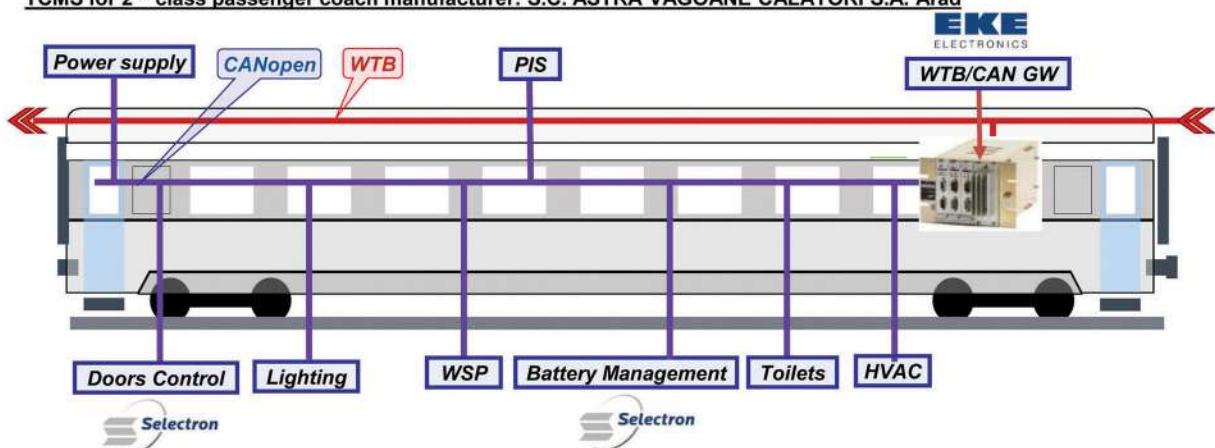 TCMS for 2nd class passenger coach manufacturer: S.C. ASTRA VAGOANE CALATORI S.A. Arad
EKE
ELECTRONICS
Power supply
CANopen
WTB
PIS
WTB/CAN GW
Doors Control
Lighting
WSP
Battery Management
Toilets
HVAC
Selectron
Selectron